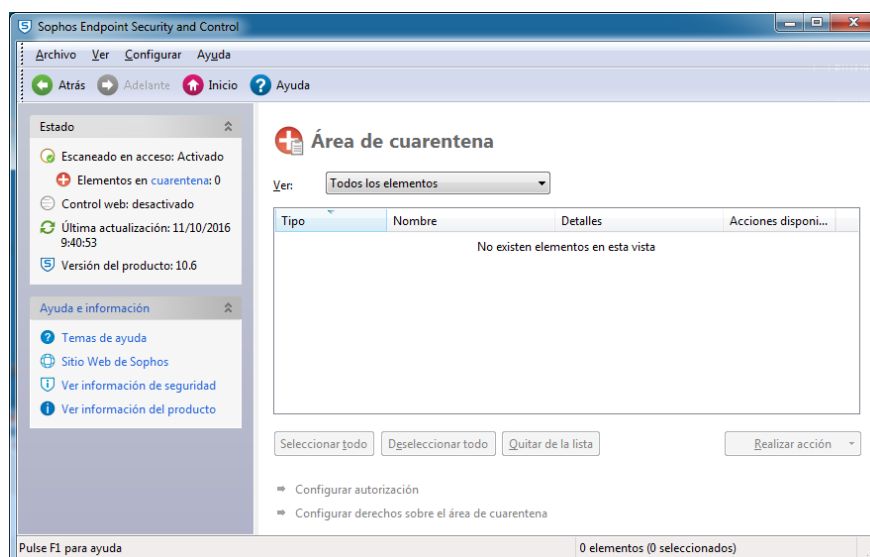 Sophos Endpoint Security and Control
Archivo Ver Configurar Ayuda
Atrás Adelante Inicio Ayuda
Estado
Escaneado en acceso: Activado
Elementos en cuarentena: 0
Control web: desactivado
Última actualización: 11/10/2016
9:40:53
Versión del producto: 10.6
Ayuda e información
Temas de ayuda
Sitio Web de Sophos
Ver información de seguridad
Ver información del producto
Área de cuarentena
Ver: Todos los elementos
Tipo Nombre Detalles Acciones disponi...
No existen elementos en esta vista
Seleccionar todo Deseleccionar todo Quitar de la lista Realizar acción
Configurar autorización
Configurar derechos sobre el área de cuarentena
Pulse F1 para ayuda 0 elementos (0 seleccionados)